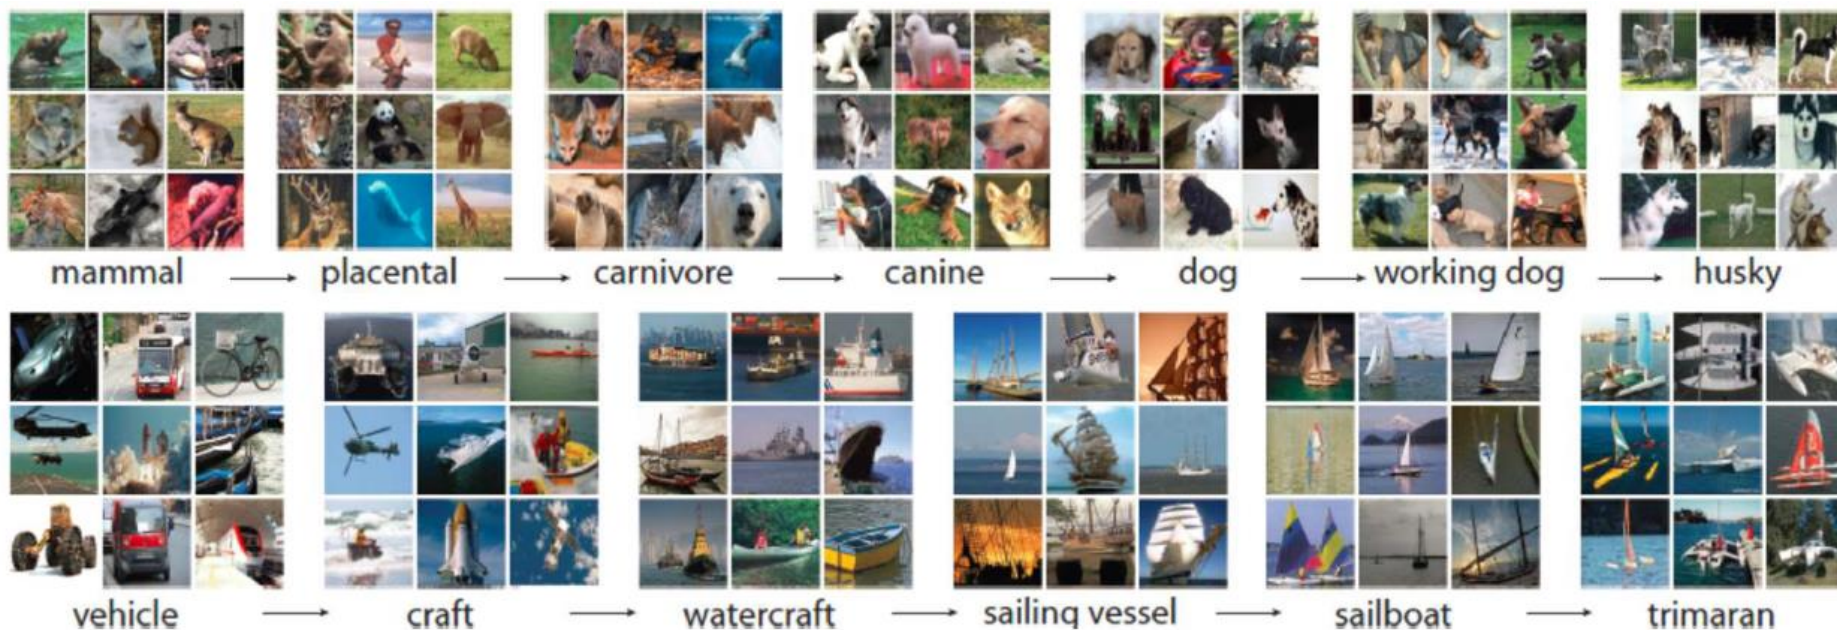 mammal → placental → carnivore → canine → dog → working dog → husky
vehicle → craft → watercraft → sailing vessel → sailboat → trimaran